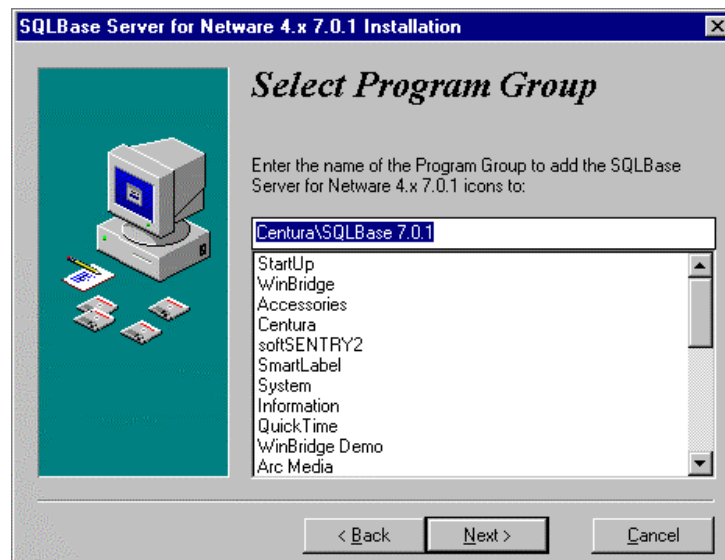 SQLBase Server for Netware 4.x 7.0.1 Installation
Select Program Group
Enter the name of the Program Group to add the SQLBase
Server for Netware 4.x 7.0.1 icons to:
Centura\SQLBase 7.0.1
StartUp
WinBridge
Accessories
Centura
softSENTRY2
SmartLabel
System
Information
QuickTime
WinBridge Demo
Arc Media
< Back Next > Cancel